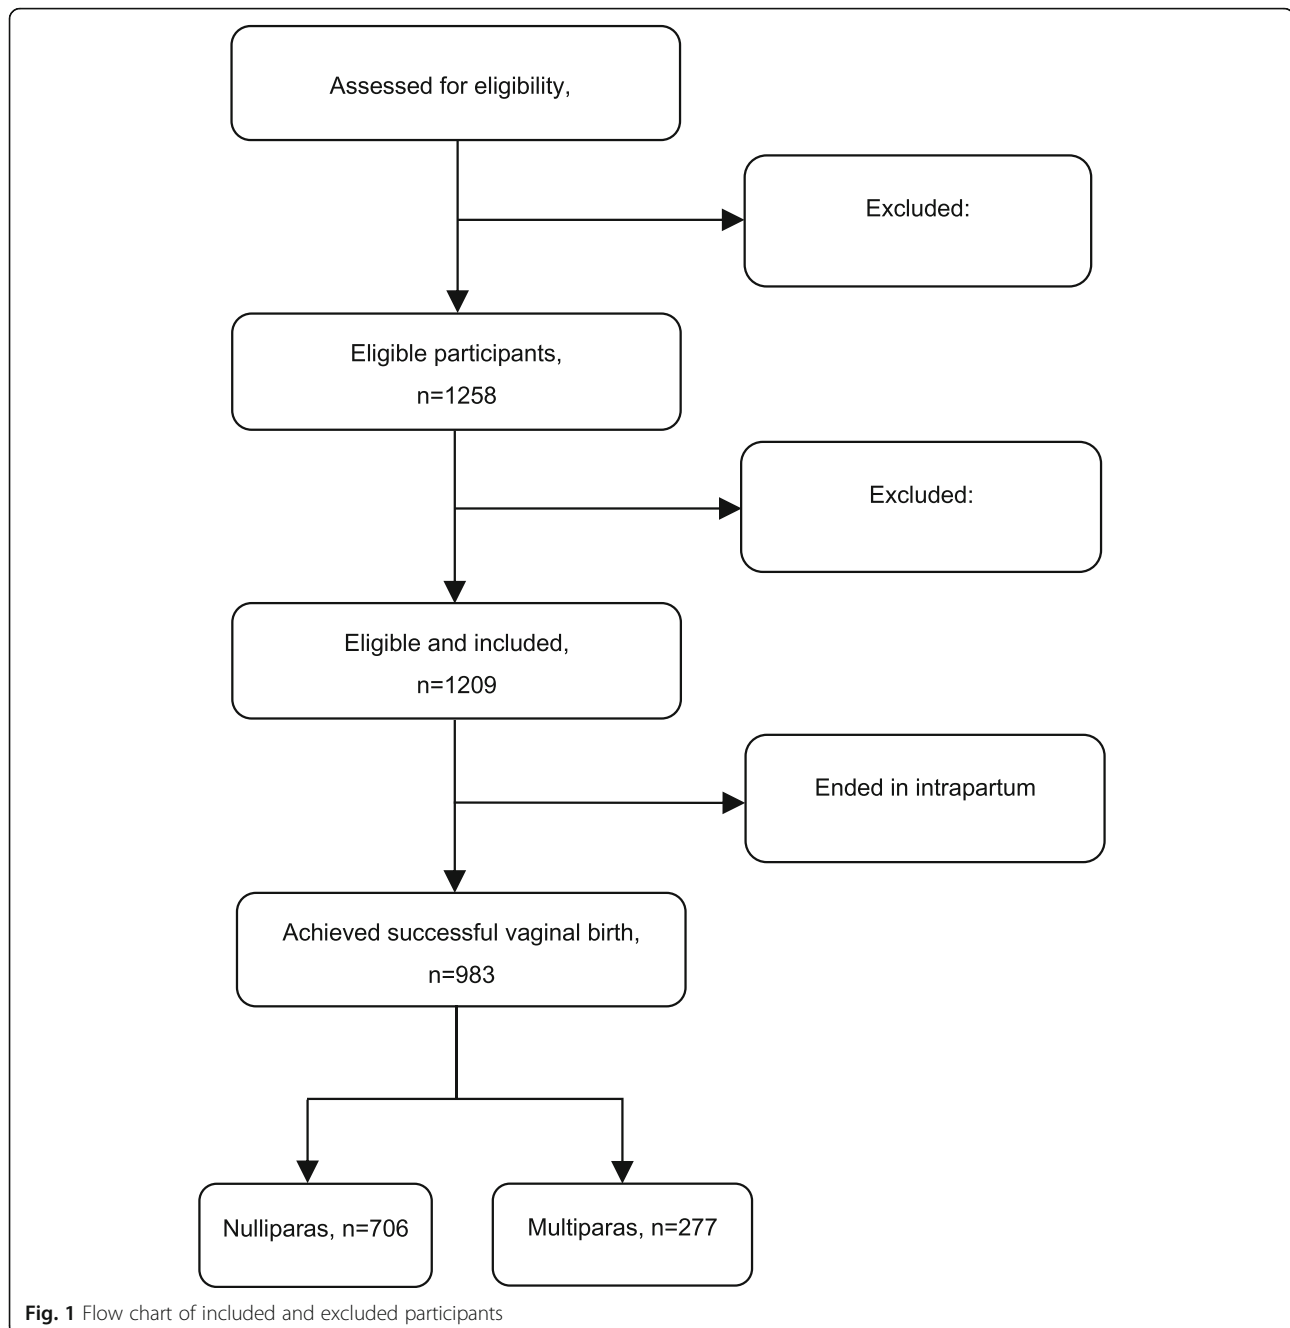 Assessed for eligibility,
Excluded:
Eligible participants,
n=1258
Excluded:
Eligible and included,
n=1209
Ended in intrapartum
Achieved successful vaginal birth,
n=983
Nulliparas, n=706
Multiparas, n=277
Fig. 1 Flow chart of included and excluded participants